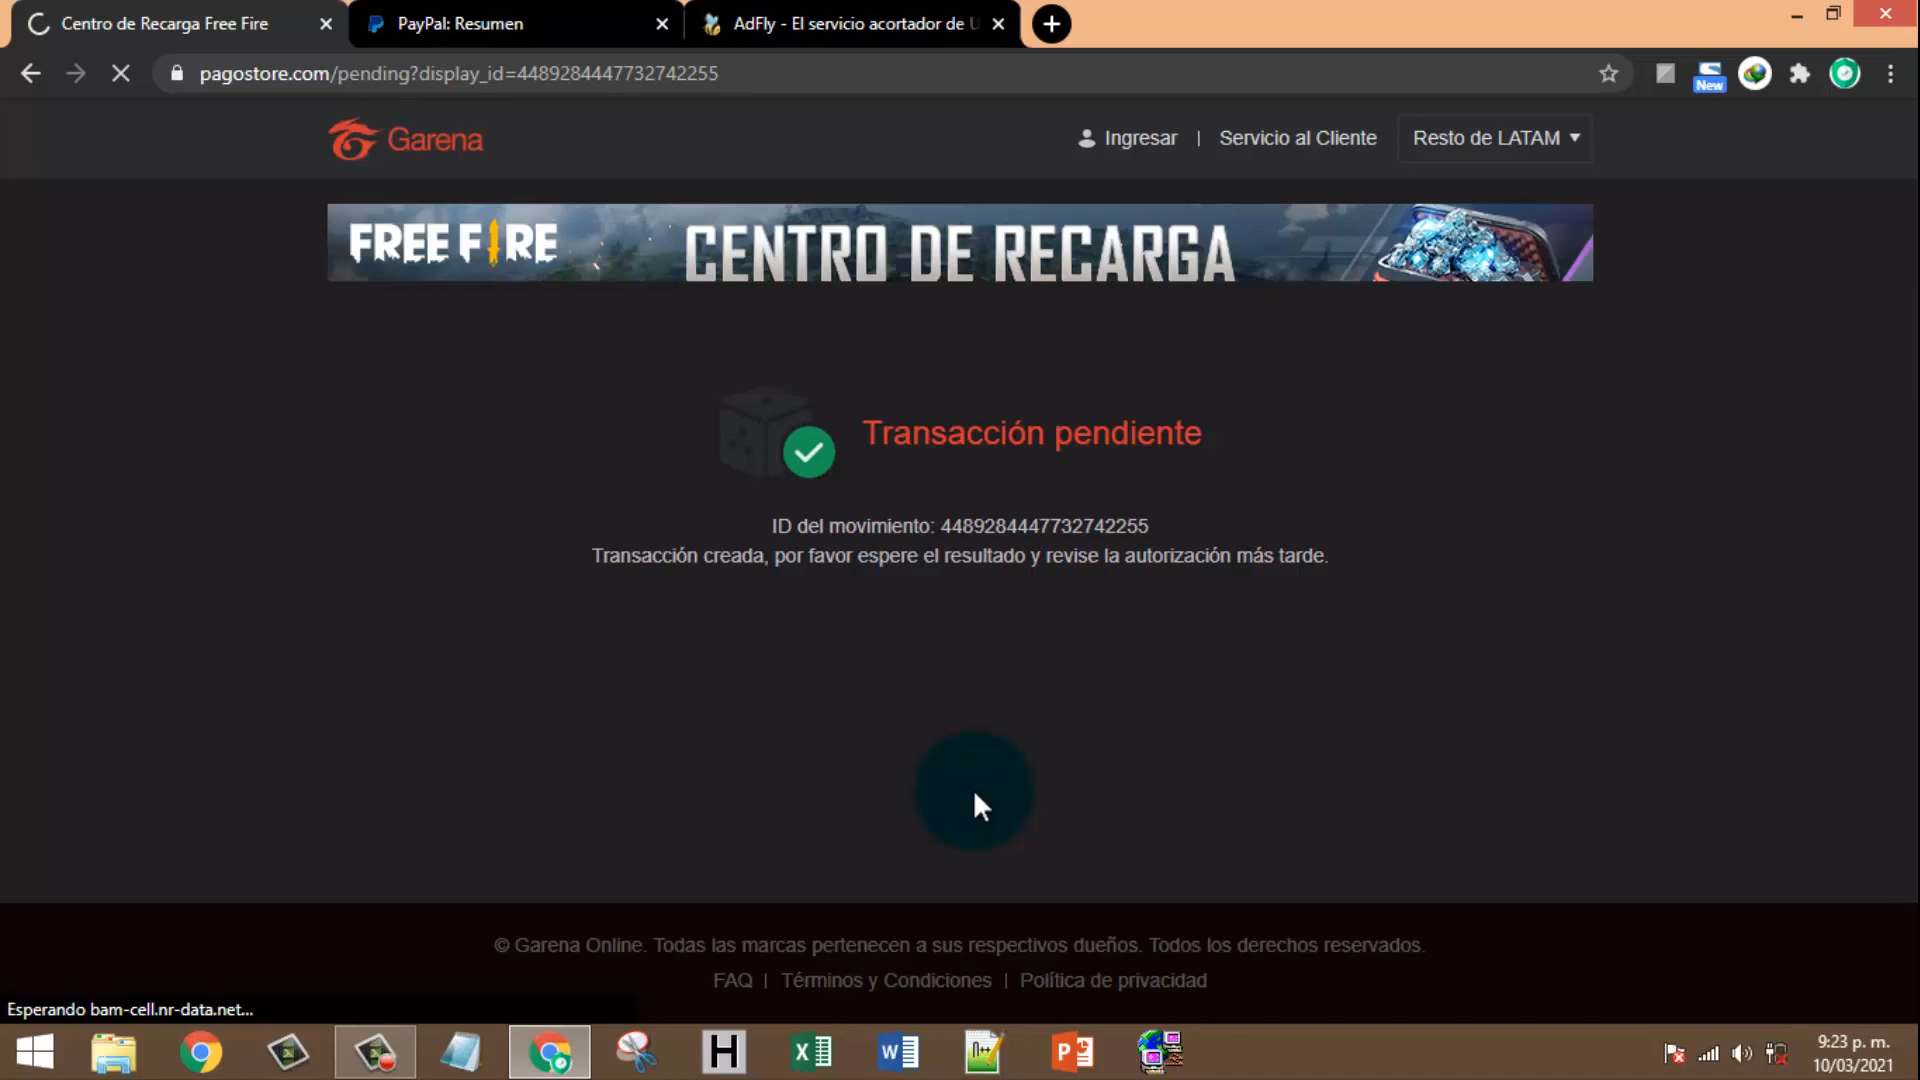 Centro de Recarga Free Fire
PayPal: Resumen
AdFly - El servicio acortador de U
pagostore.com/pending?display_id=4489284447732742255
New
Garena
Ingresar | Servicio al Cliente
Resto de LATAM
FREE FIRE
CENTRO DE RECARGA
Transacción pendiente
ID del movimiento: 4489284447732742255
Transacción creada, por favor espere el resultado y revise la autorización más tarde.
© Garena Online. Todas las marcas pertenecen a sus respectivos dueños. Todos los derechos reservados.
FAQ | Términos y Condiciones | Política de privacidad
Esperando bam-cell.nr-data.net...
9:23 p. m.
10/03/2021